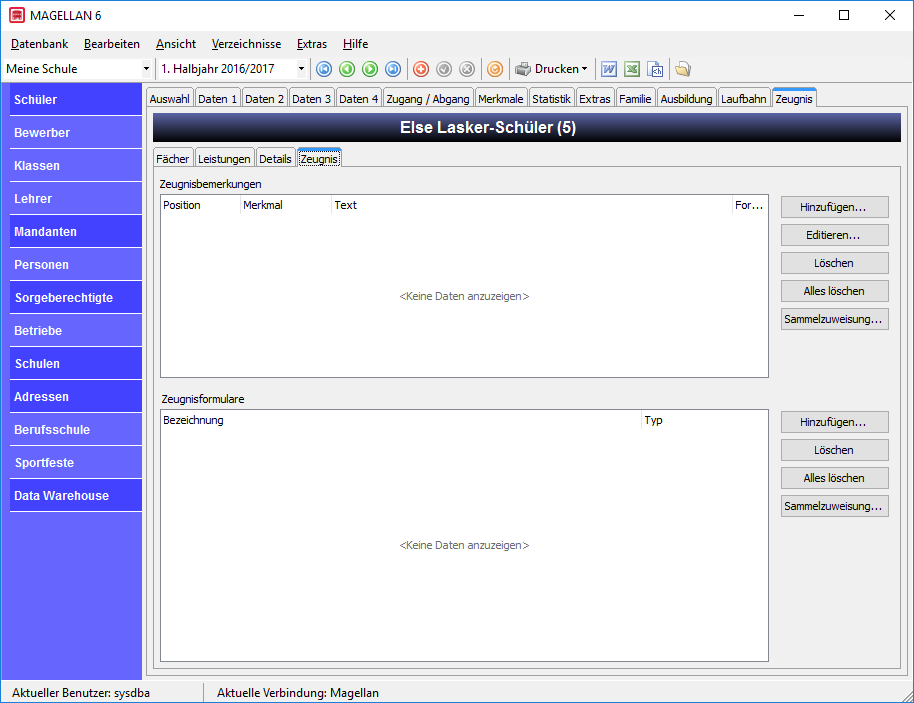 MAGELLAN 6
Datenbank Bearbeiten Ansicht Verzeichnisse Extras Hilfe
Meine Schule 1. Halbjahr 2016/2017 Drucken
Schüler
Bewerber
Klassen
Lehrer
Mandanten
Personen
Sorgeberechtigte
Betriebe
Schulen
Adressen
Berufsschule
Sportfeste
Data Warehouse
Auswahl Daten 1 Daten 2 Daten 3 Daten 4 Zugang / Abgang Merkmale Statistik Extras Familie Ausbildung Laufbahn Zeugnis
Else Lasker-Schüler (5)
Fächer Leistungen Details Zeugnis
Zeugnisbemerkungen
Position Merkmal Text For...
<Keine Daten anzuzeigen>
Hinzufügen...
Editieren...
Löschen
Alles löschen
Sammelzuweisung...
Zeugnisformulare
Bezeichnung Typ
<Keine Daten anzuzeigen>
Hinzufügen...
Löschen
Alles löschen
Sammelzuweisung...
Aktueller Benutzer: sysdba Aktuelle Verbindung: Magellan